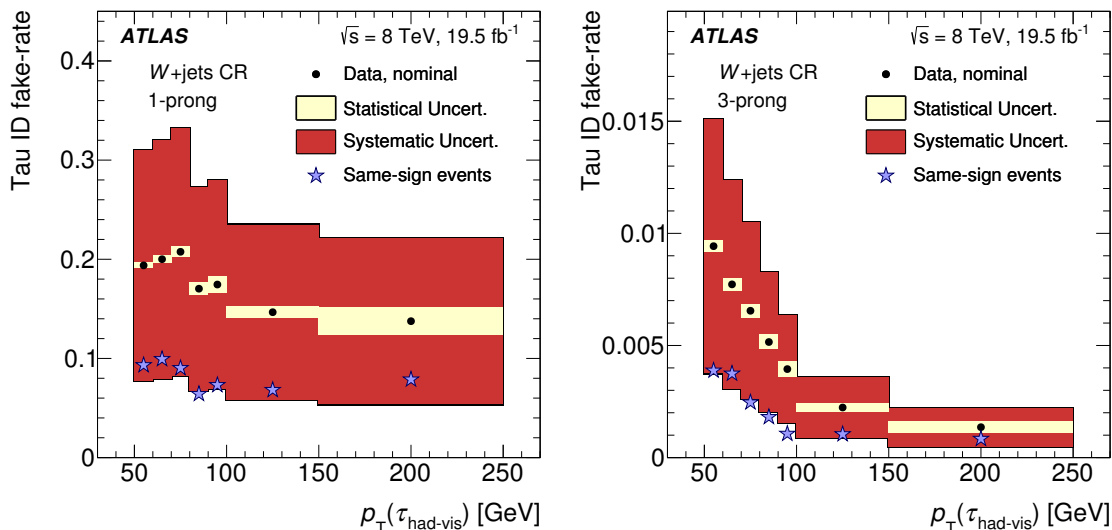 ATLAS
√s = 8 TeV, 19.5 fb⁻¹
W+jets CR
1-prong
Data, nominal
Statistical Uncert.
Systematic Uncert.
Same-sign events
Tau ID fake-rate
0.4
0.3
0.2
0.1
0
50 100 150 200 250
p_T(τ_had-vis) [GeV]
ATLAS
√s = 8 TeV, 19.5 fb⁻¹
W+jets CR
3-prong
Data, nominal
Statistical Uncert.
Systematic Uncert.
Same-sign events
Tau ID fake-rate
0.015
0.01
0.005
0
50 100 150 200 250
p_T(τ_had-vis) [GeV]